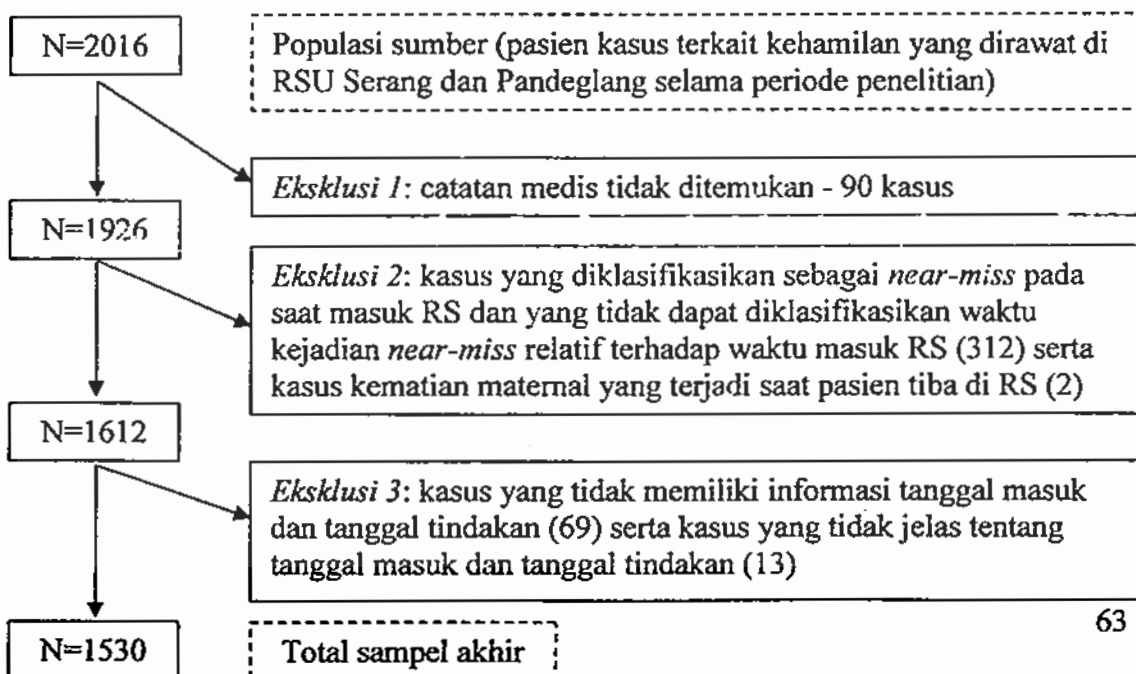 N=2016
Populasi sumber (pasien kasus terkait kehamilan yang dirawat di
RSU Serang dan Pandeglang selama periode penelitian)
Eksklusi 1: catatan medis tidak ditemukan - 90 kasus
N=1926
Eksklusi 2: kasus yang diklasifikasikan sebagai near-miss pada
saat masuk RS dan yang tidak dapat diklasifikasikan waktu
kejadian near-miss relatif terhadap waktu masuk RS (312) serta
kasus kematian maternal yang terjadi saat pasien tiba di RS (2)
N=1612
Eksklusi 3: kasus yang tidak memiliki informasi tanggal masuk
dan tanggal tindakan (69) serta kasus yang tidak jelas tentang
tanggal masuk dan tanggal tindakan (13)
63
N=1530
Total sampel akhir